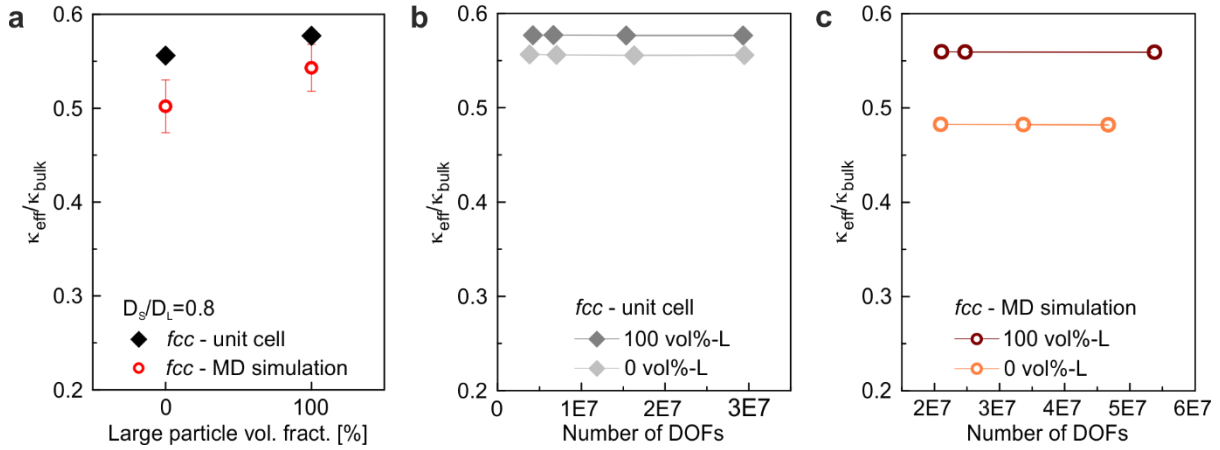 a
0.6
0.5
0.4
0.3
0.2
κeff/κbulk
DS/DL=0.8
fcc - unit cell
fcc - MD simulation
0
100
Large particle vol. fract. [%]
b
0.6
0.5
0.4
0.3
0.2
κeff/κbulk
fcc - unit cell
100 vol%-L
0 vol%-L
0
1E7
2E7
3E7
Number of DOFs
c
0.6
0.5
0.4
0.3
0.2
κeff/κbulk
fcc - MD simulation
100 vol%-L
0 vol%-L
2E7
3E7
4E7
5E7
6E7
Number of DOFs